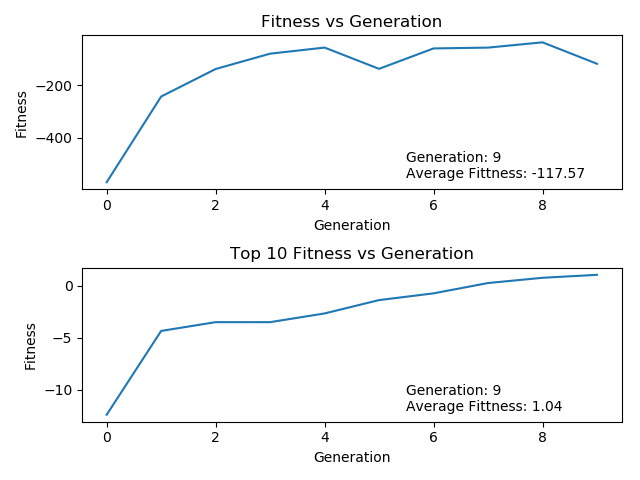 Fitness vs Generation
Fitness
−200
−400
Generation: 9
Average Fittness: -117.57
0 2 4 6 8
Generation
Top 10 Fitness vs Generation
Fitness
0
−5
−10
Generation: 9
Average Fittness: 1.04
0 2 4 6 8
Generation